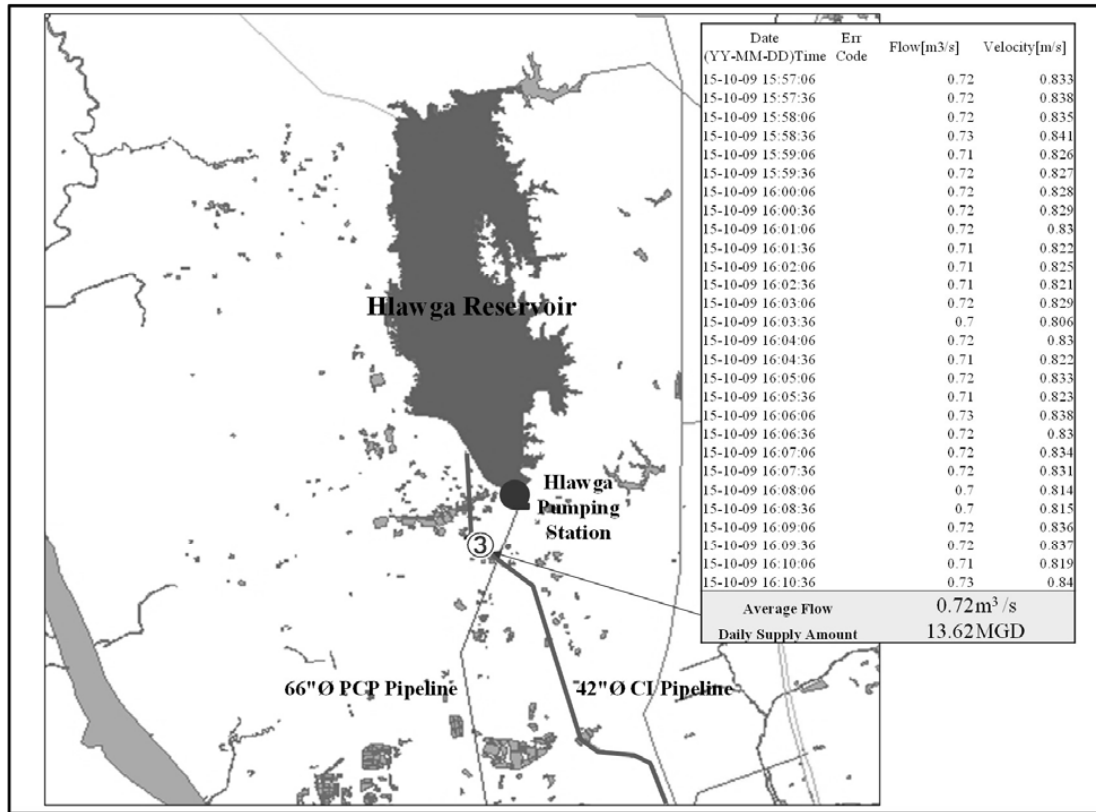 Date Err
(YY-MM-DD)Time Code Flow[m3/s] Velocity[m/s]
15-10-09 15:57:06 0.72 0.833
15-10-09 15:57:36 0.72 0.838
15-10-09 15:58:06 0.72 0.835
15-10-09 15:58:36 0.73 0.841
15-10-09 15:59:06 0.71 0.826
15-10-09 15:59:36 0.72 0.827
15-10-09 16:00:06 0.72 0.828
15-10-09 16:00:36 0.72 0.829
15-10-09 16:01:06 0.72 0.83
15-10-09 16:01:36 0.71 0.822
15-10-09 16:02:06 0.71 0.825
15-10-09 16:02:36 0.71 0.821
15-10-09 16:03:06 0.72 0.829
15-10-09 16:03:36 0.7 0.806
15-10-09 16:04:06 0.72 0.83
15-10-09 16:04:36 0.71 0.822
15-10-09 16:05:06 0.72 0.833
15-10-09 16:05:36 0.71 0.823
15-10-09 16:06:06 0.73 0.838
15-10-09 16:06:36 0.72 0.83
15-10-09 16:07:06 0.72 0.834
15-10-09 16:07:36 0.72 0.831
15-10-09 16:08:06 0.7 0.814
15-10-09 16:08:36 0.7 0.815
15-10-09 16:09:06 0.72 0.836
15-10-09 16:09:36 0.72 0.837
15-10-09 16:10:06 0.71 0.819
15-10-09 16:10:36 0.73 0.84
Average Flow 0.72m³/s
Daily Supply Amount 13.62MGD
Hlawga Reservoir
Hlawga
Pumping
Station
③
66"Ø PCP Pipeline
42"Ø CI Pipeline